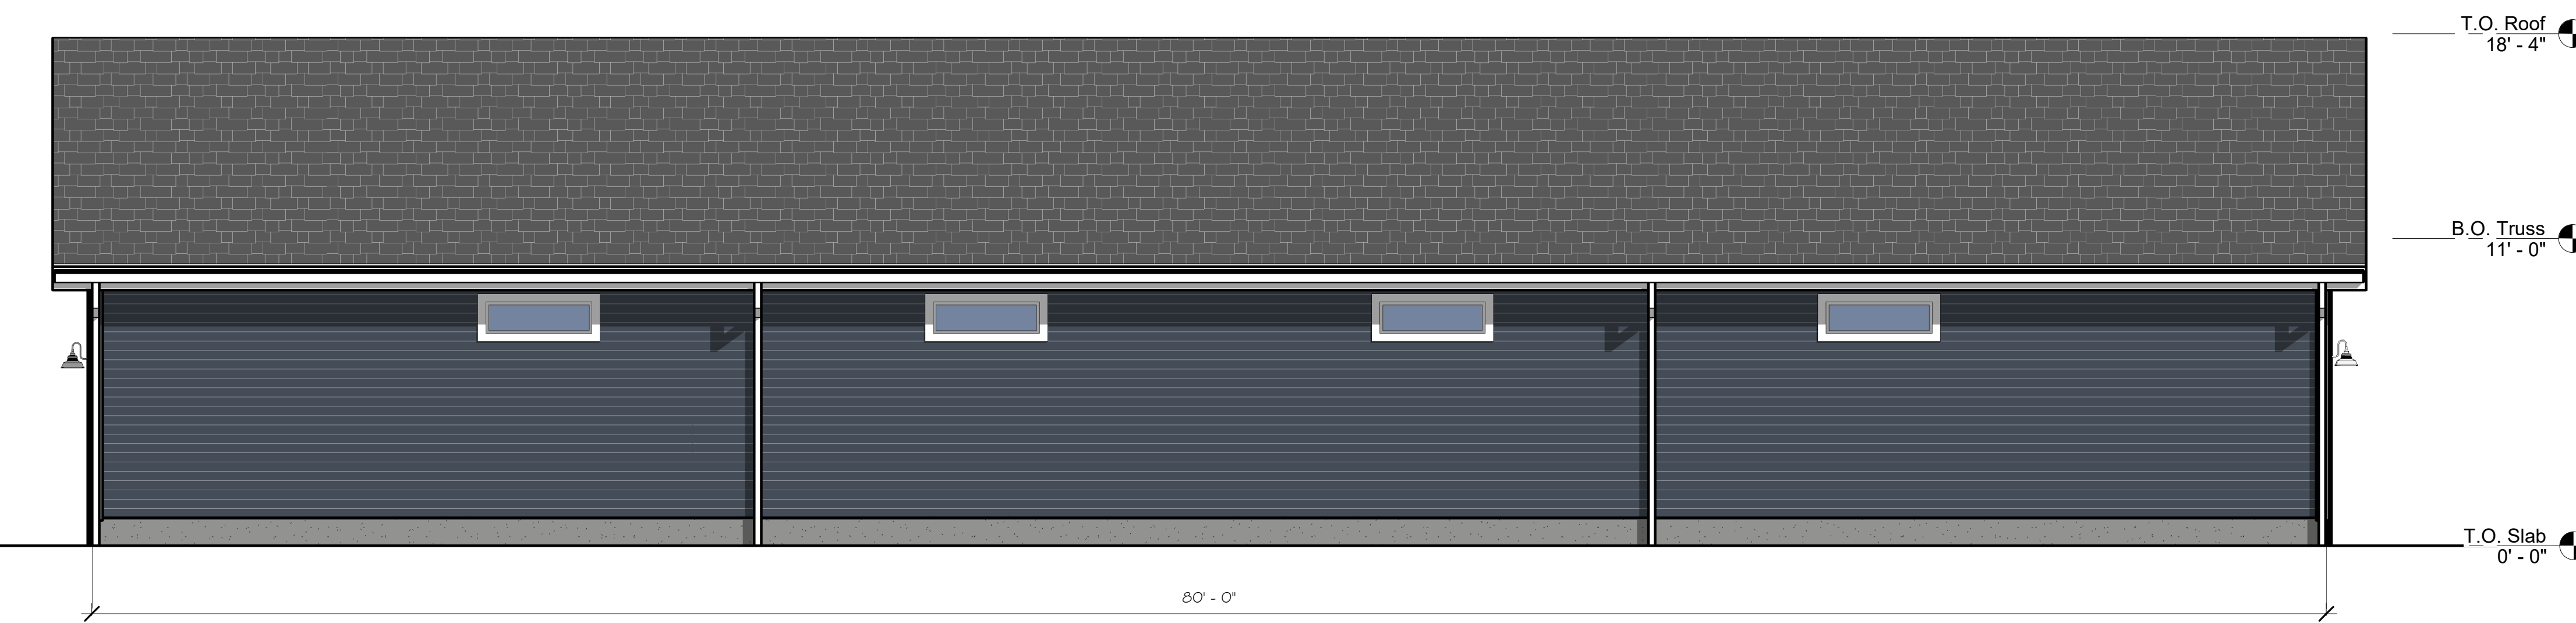 T.O. Roof
18' - 4"
B.O. Truss
11' - 0"
T.O. Slab
0' - 0"
80' - 0"